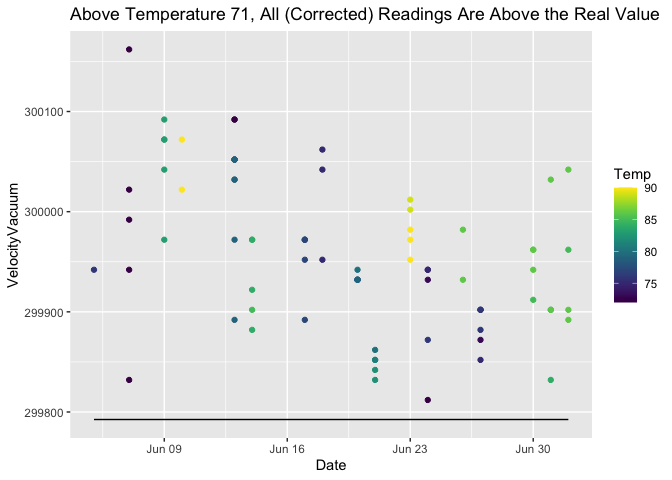 Above Temperature 71, All (Corrected) Readings Are Above the Real Value
VelocityVacuum
300100
300000
299900
299800
Jun 09
Jun 16
Jun 23
Jun 30
Date
Temp
90
85
80
75